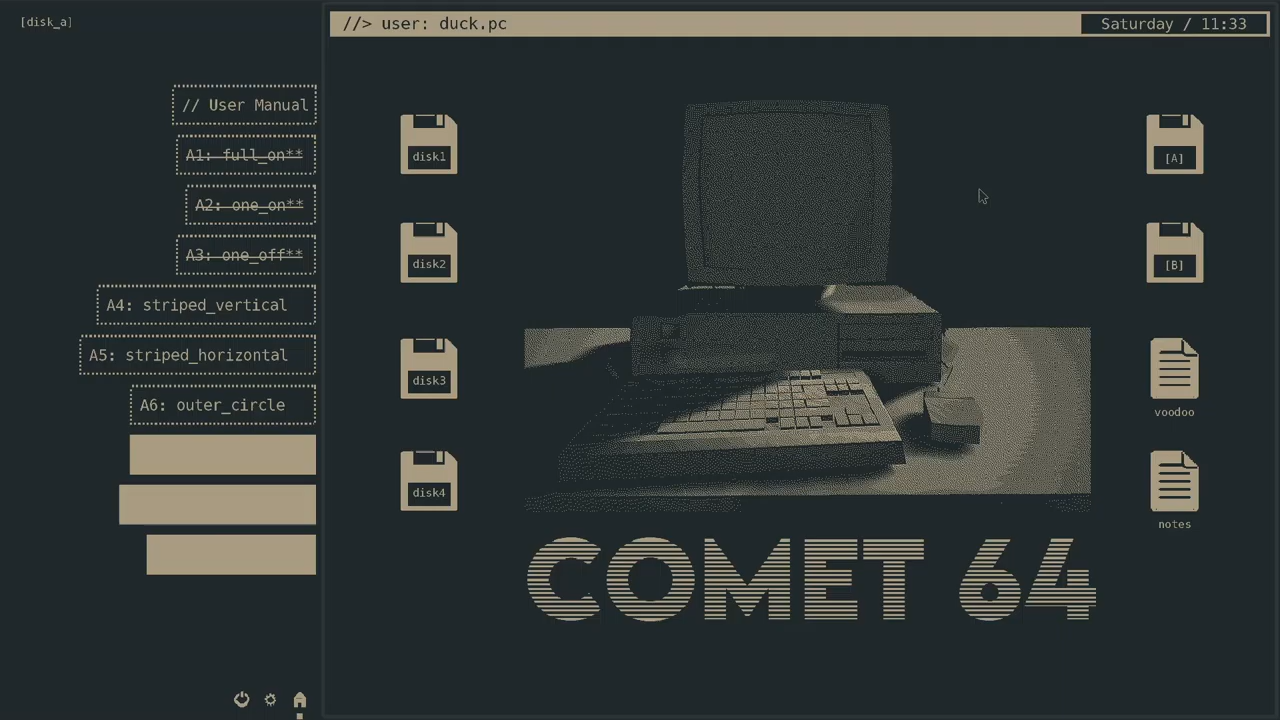 [disk_a]
//> user: duck.pc
Saturday / 11:33
// User Manual
A1: full_on**
A2: one_on**
A3: one_off**
A4: striped_vertical
A5: striped_horizontal
A6: outer_circle
disk1
disk2
disk3
disk4
[A]
[B]
voodoo
notes
COMET 64